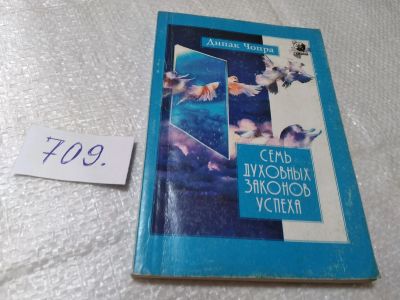 Дипак Чопра
СЕМЬ
ДУХОВНЫХ
ЗАКОНОВ
УСПЕХА
709.